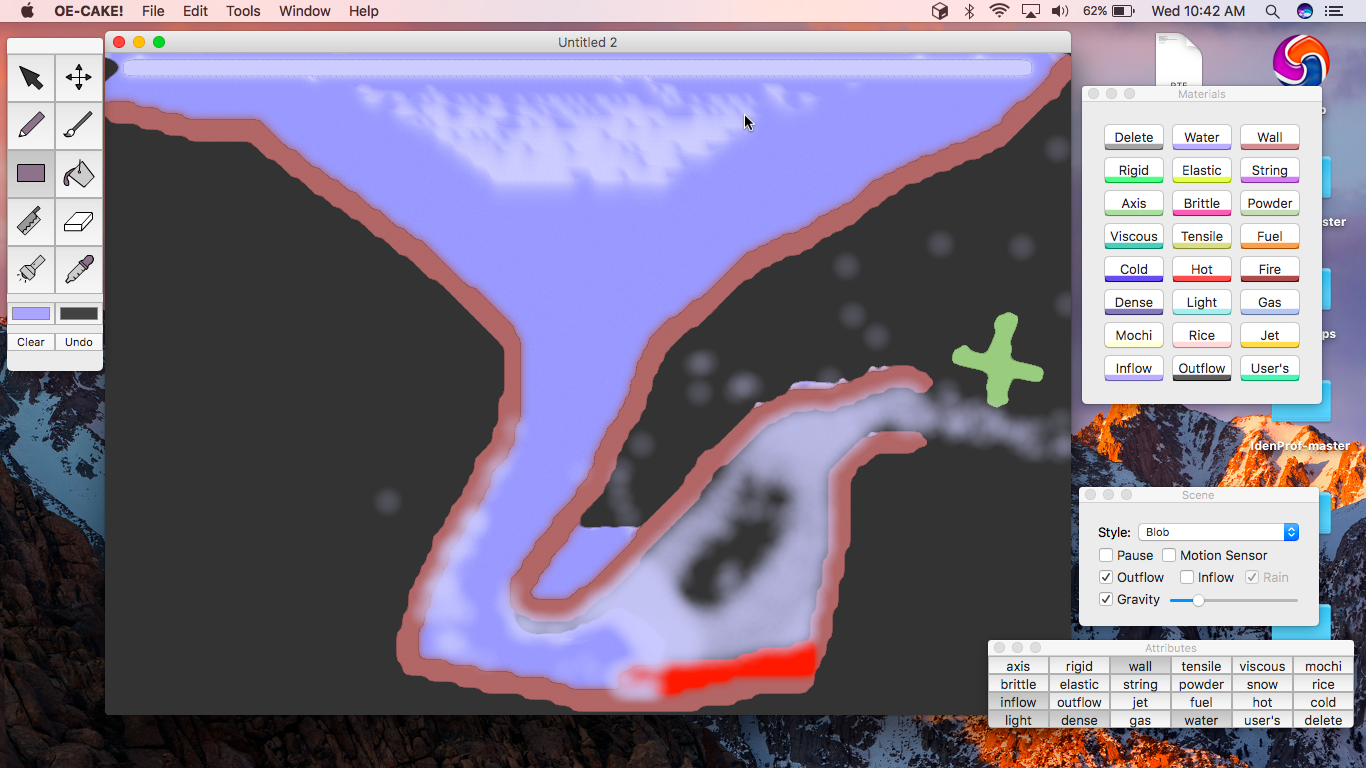 OE-CAKE! File Edit Tools Window Help 62% Wed 10:42 AM
Untitled 2
Clear Undo
Materials
Delete Water Wall
Rigid Elastic String
Axis Brittle Powder
Viscous Tensile Fuel
Cold Hot Fire
Dense Light Gas
Mochi Rice Jet
Inflow Outflow User's
ster
ps
IdenProf-master
Scene
Style: Blob
Pause Motion Sensor
Outflow Inflow Rain
Gravity
Attributes
axis rigid wall tensile viscous mochi
brittle elastic string powder snow rice
inflow outflow jet fuel hot cold
light dense gas water user's delete